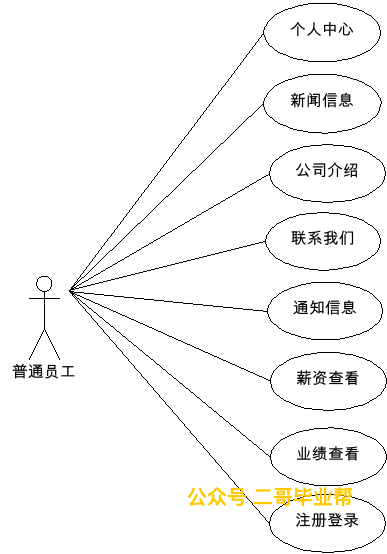 个人中心
新闻信息
公司介绍
联系我们
通知信息
普通员工
薪资查看
业绩查看
公众号 二哥毕业帮
注册登录